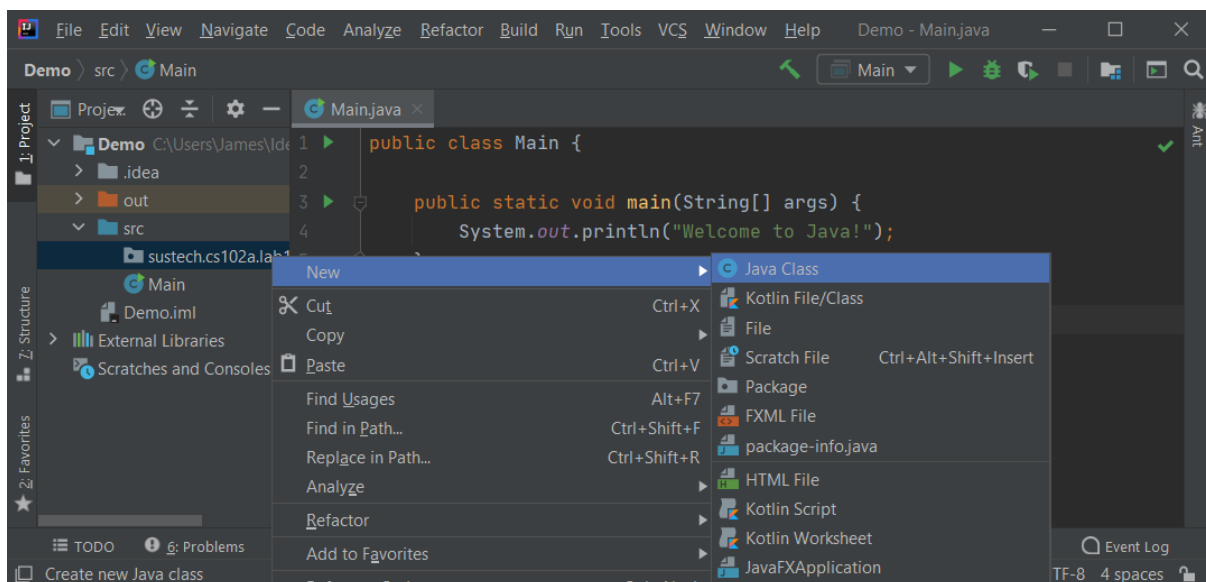 File Edit View Navigate Code Analyze Refactor Build Run Tools VCS Window Help Demo - Main.java
Demo src Main Main
1: Project Project Main.java Ant
Demo C:\Users\James\Ide 1 public class Main {
.idea 2
out 3 public static void main(String[] args) {
src 4 System.out.println("Welcome to Java!");
sustech.cs102a.lab1
Main
Demo.iml
External Libraries
Scratches and Consoles
Z: Structure
2: Favorites
New
Cut Ctrl+X
Copy
Paste Ctrl+V
Find Usages Alt+F7
Find in Path... Ctrl+Shift+F
Replace in Path... Ctrl+Shift+R
Analyze
Refactor
Add to Favorites
Java Class
Kotlin File/Class
File
Scratch File Ctrl+Alt+Shift+Insert
Package
FXML File
package-info.java
HTML File
Kotlin Script
Kotlin Worksheet
JavaFXApplication
TODO 6: Problems Event Log
Create new Java class TF-8 4 spaces